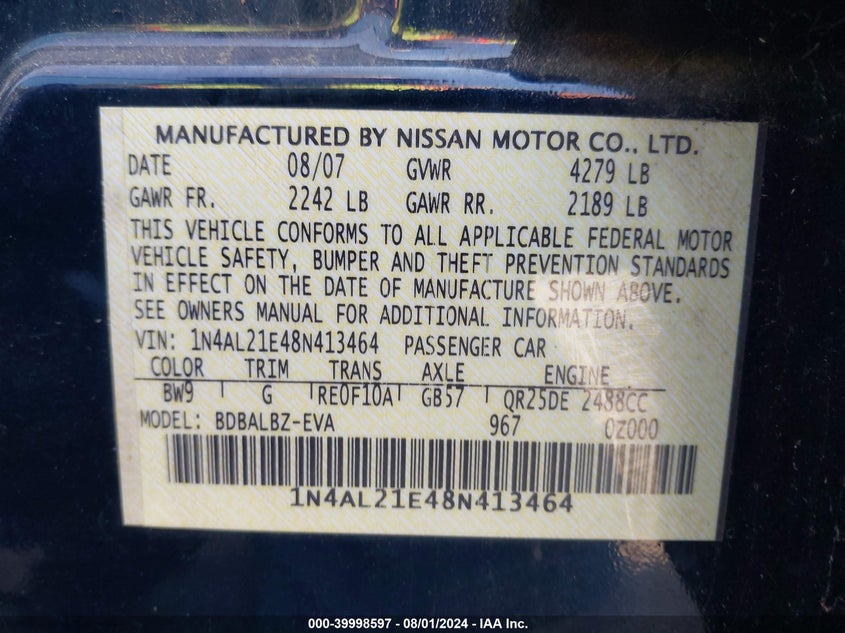 MANUFACTURED BY NISSAN MOTOR CO., LTD.
DATE 08/07 GVWR 4279 LB
GAWR FR. 2242 LB GAWR RR. 2189 LB
THIS VEHICLE CONFORMS TO ALL APPLICABLE FEDERAL MOTOR
VEHICLE SAFETY, BUMPER AND THEFT PREVENTION STANDARDS
IN EFFECT ON THE DATE OF MANUFACTURE SHOWN ABOVE.
SEE OWNERS MANUAL FOR ADDITIONAL INFORMATION.
VIN: 1N4AL21E48N413464 PASSENGER CAR
COLOR TRIM TRANS AXLE ENGINE
BW9 G RE0F10A GB57 QR25DE 2488CC
MODEL: BDBALBZ-EVA 967 0Z000
1N4AL21E48N413464
000-39998597 - 08/01/2024 - IAA Inc.